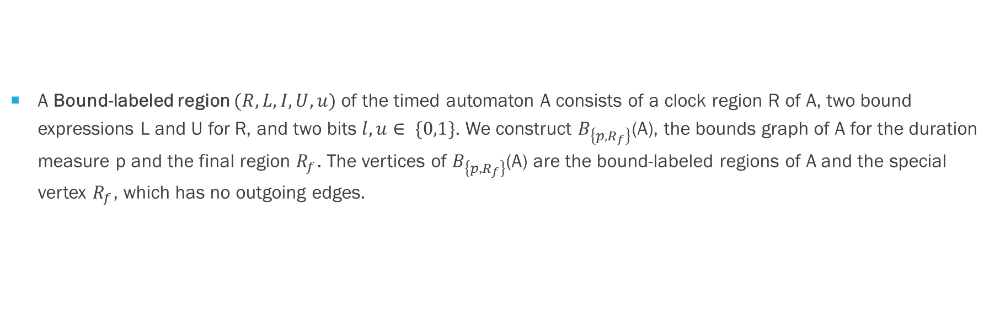 ▪ A Bound-labeled region (R, L, I, U, u) of the timed automaton A consists of a clock region R of A, two bound
expressions L and U for R, and two bits l, u ∈ {0,1}. We construct B_{{p,R_f}}(A), the bounds graph of A for the duration
measure p and the final region R_f. The vertices of B_{{p,R_f}}(A) are the bound-labeled regions of A and the special
vertex R_f, which has no outgoing edges.